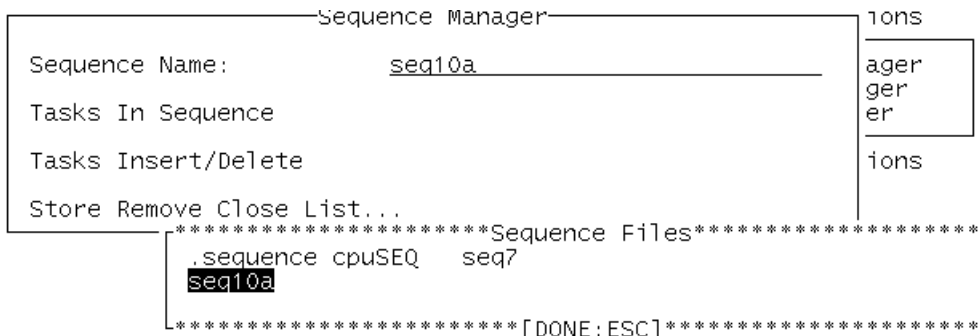 Sequence Manager ions
Sequence Name: seq10a ager
ger
Tasks In Sequence er
Tasks Insert/Delete ions
Store Remove Close List...
*********************Sequence Files********************
.sequence cpuSEQ seq7
seq10a
************************[DONE:ESC]**********************